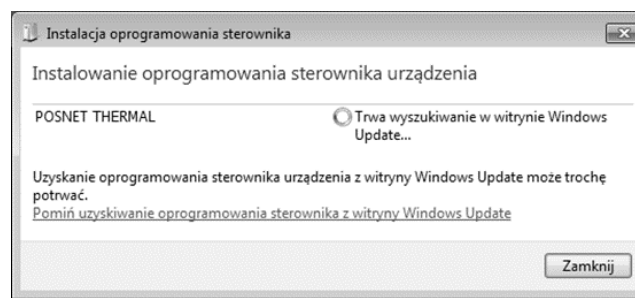 Instalacja oprogramowania sterownika
Instalowanie oprogramowania sterownika urządzenia
POSNET THERMAL
Trwa wyszukiwanie w witrynie Windows
Update...
Uzyskanie oprogramowania sterownika urządzenia z witryny Windows Update może trochę
potrwać.
Pomiń uzyskiwanie oprogramowania sterownika z witryny Windows Update
Zamknij